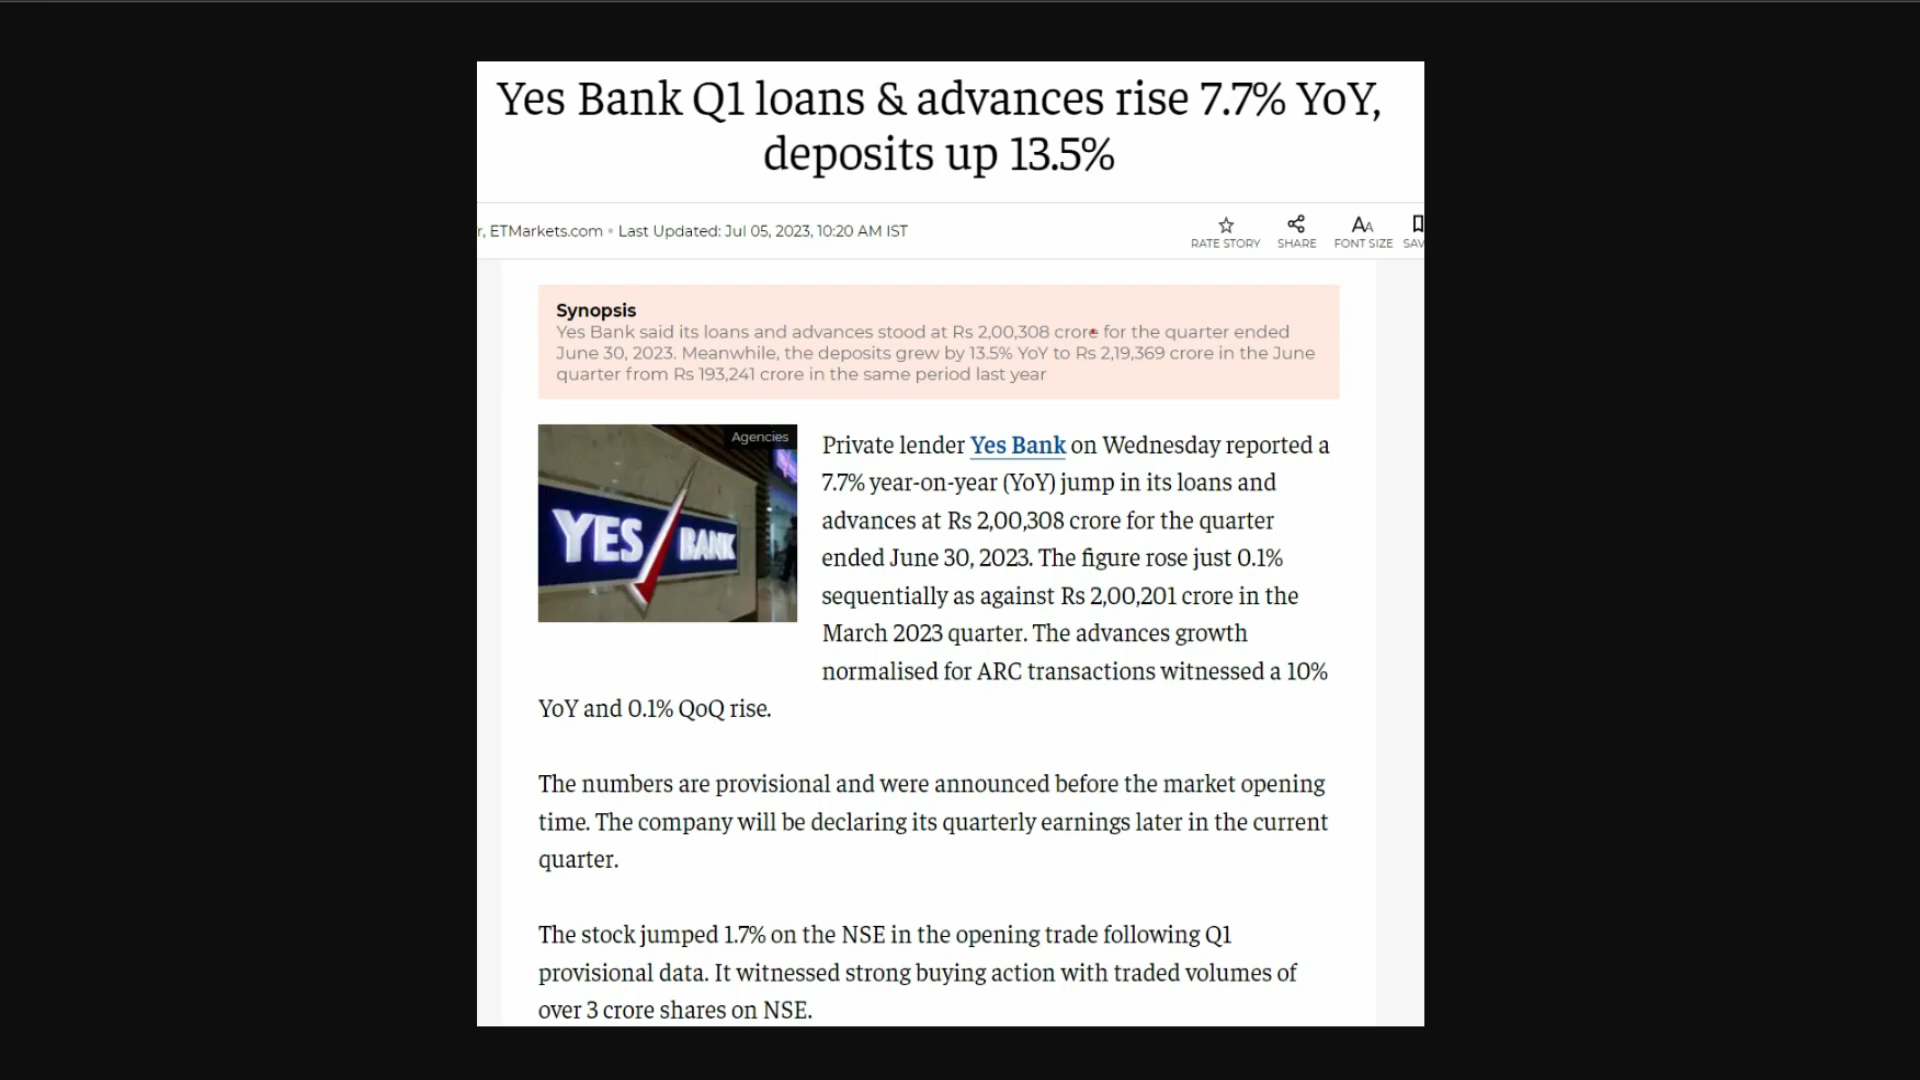 Yes Bank Q1 loans & advances rise 7.7% YoY,
deposits up 13.5%
r, ETMarkets.com • Last Updated: Jul 05, 2023, 10:20 AM IST
RATE STORY
SHARE
FONT SIZE
SAV
Synopsis
Yes Bank said its loans and advances stood at Rs 2,00,308 crore for the quarter ended
June 30, 2023. Meanwhile, the deposits grew by 13.5% YoY to Rs 2,19,369 crore in the June
quarter from Rs 193,241 crore in the same period last year
Agencies
YES BANK
Private lender Yes Bank on Wednesday reported a
7.7% year-on-year (YoY) jump in its loans and
advances at Rs 2,00,308 crore for the quarter
ended June 30, 2023. The figure rose just 0.1%
sequentially as against Rs 2,00,201 crore in the
March 2023 quarter. The advances growth
normalised for ARC transactions witnessed a 10%
YoY and 0.1% QoQ rise.
The numbers are provisional and were announced before the market opening
time. The company will be declaring its quarterly earnings later in the current
quarter.
The stock jumped 1.7% on the NSE in the opening trade following Q1
provisional data. It witnessed strong buying action with traded volumes of
over 3 crore shares on NSE.